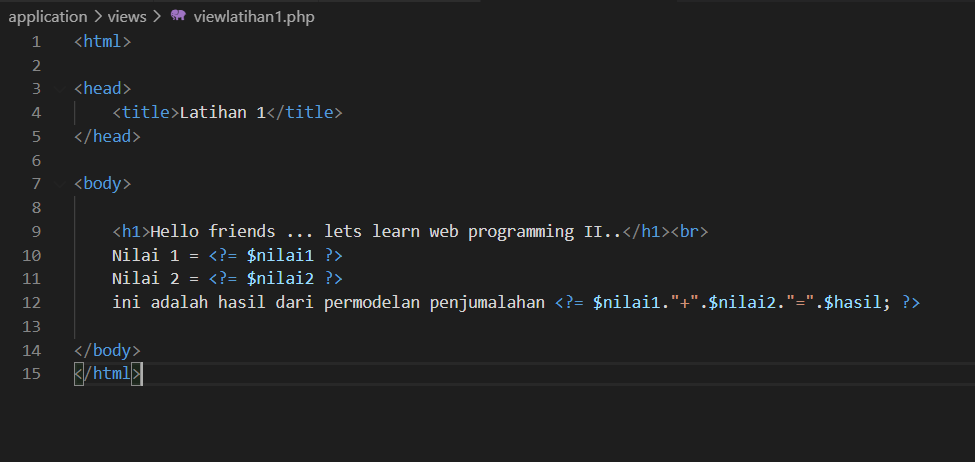 application > views > viewlatihan1.php
1 <html>
2
3 <head>
4     <title>Latihan 1</title>
5 </head>
6
7 <body>
8
9     <h1>Hello friends ... lets learn web programming II..</h1><br>
10     Nilai 1 = <?= $nilai1 ?>
11     Nilai 2 = <?= $nilai2 ?>
12     ini adalah hasil dari permodelan penjumalahan <?= $nilai1."+".$nilai2."=".$hasil; ?>
13
14 </body>
15 </html>